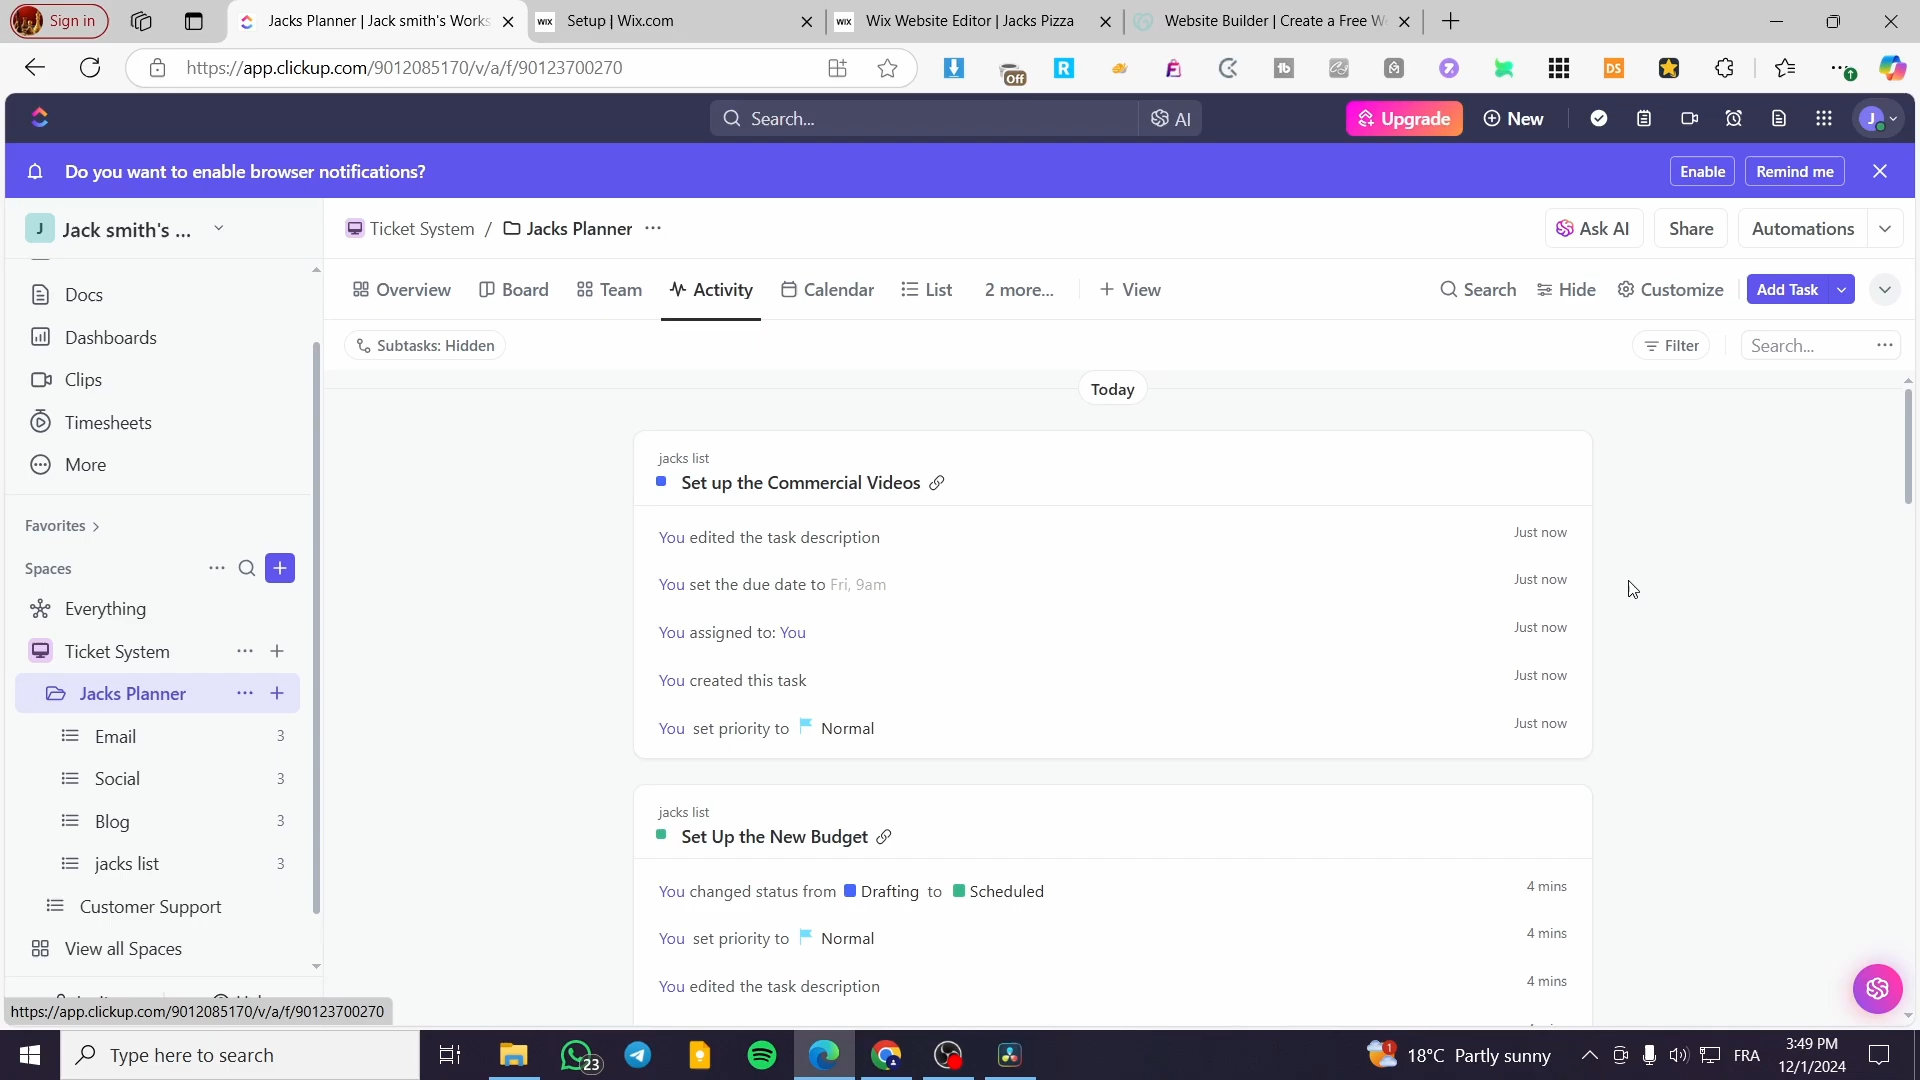 Sign in
Jacks Planner | Jack smith's Works
WIX Setup | Wix.com
WIX Wix Website Editor | Jacks Pizza
Website Builder | Create a Free W
https://app.clickup.com/9012085170/v/a/f/90123700270
Off
DS
Search...
AI
Upgrade
New
J
Do you want to enable browser notifications?
Enable
Remind me
J Jack smith's ...
Ticket System / Jacks Planner ...
Ask AI
Share
Automations
Docs
Dashboards
Clips
Timesheets
More
Favorites
Spaces
Everything
Ticket System
Jacks Planner
Email 3
Social 3
Blog 3
jacks list 3
Customer Support
View all Spaces
https://app.clickup.com/9012085170/v/a/f/90123700270
Overview
Board
Team
Activity
Calendar
List
2 more...
+ View
Search
Hide
Customize
Add Task
Subtasks: Hidden
Filter
Search...
Today
jacks list
Set up the Commercial Videos
You edited the task description Just now
You set the due date to Fri, 9am Just now
You assigned to: You Just now
You created this task Just now
You set priority to Normal Just now
jacks list
Set Up the New Budget
You changed status from Drafting to Scheduled 4 mins
You set priority to Normal 4 mins
You edited the task description 4 mins
Type here to search
23
1
18°C Partly sunny
FRA
3:49 PM
12/1/2024